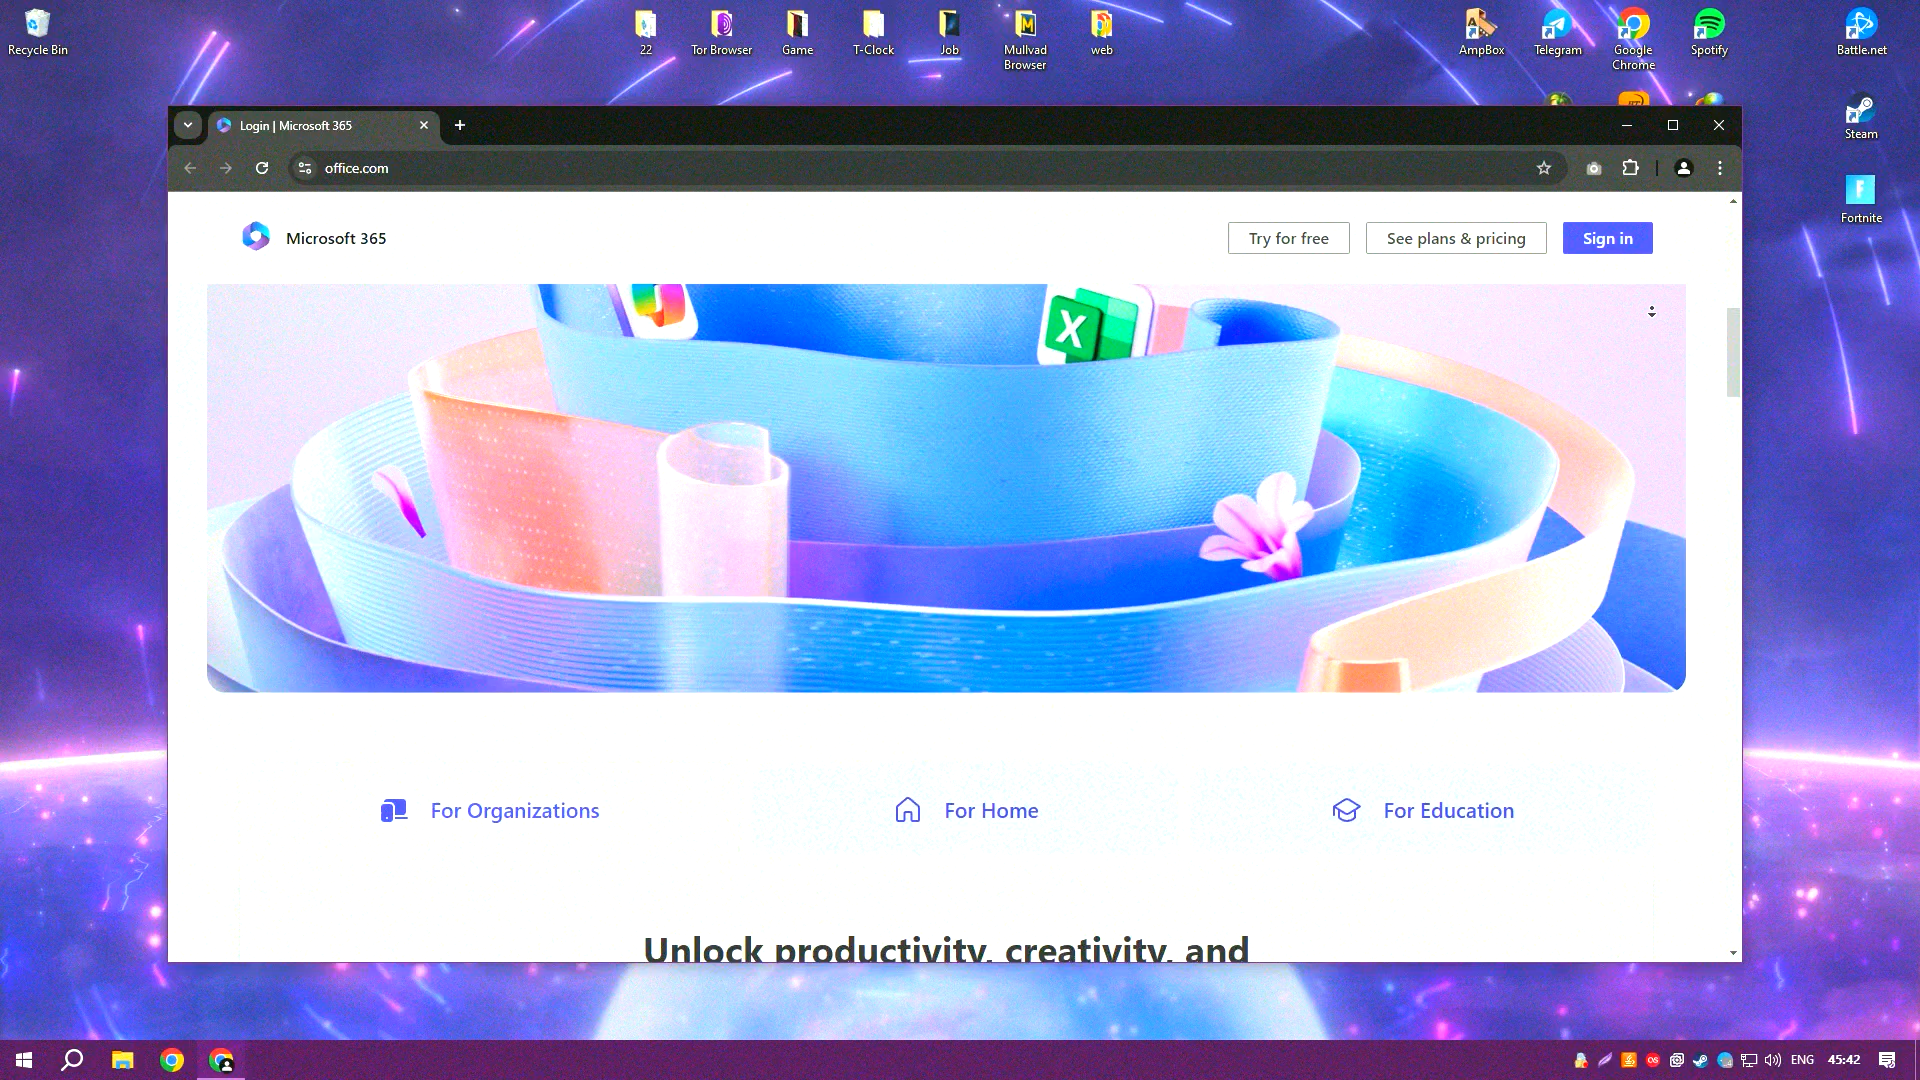 Recycle Bin
22
Tor Browser
Game
T-Clock
Job
Mullvad
Browser
web
AmpBox
Telegram
Google
Chrome
Spotify
Battle.net
Steam
Fortnite
Login | Microsoft 365
office.com
Microsoft 365
Try for free
See plans & pricing
Sign in
For Organizations
For Home
For Education
Unlock productivity, creativity, and
ENG
45:42